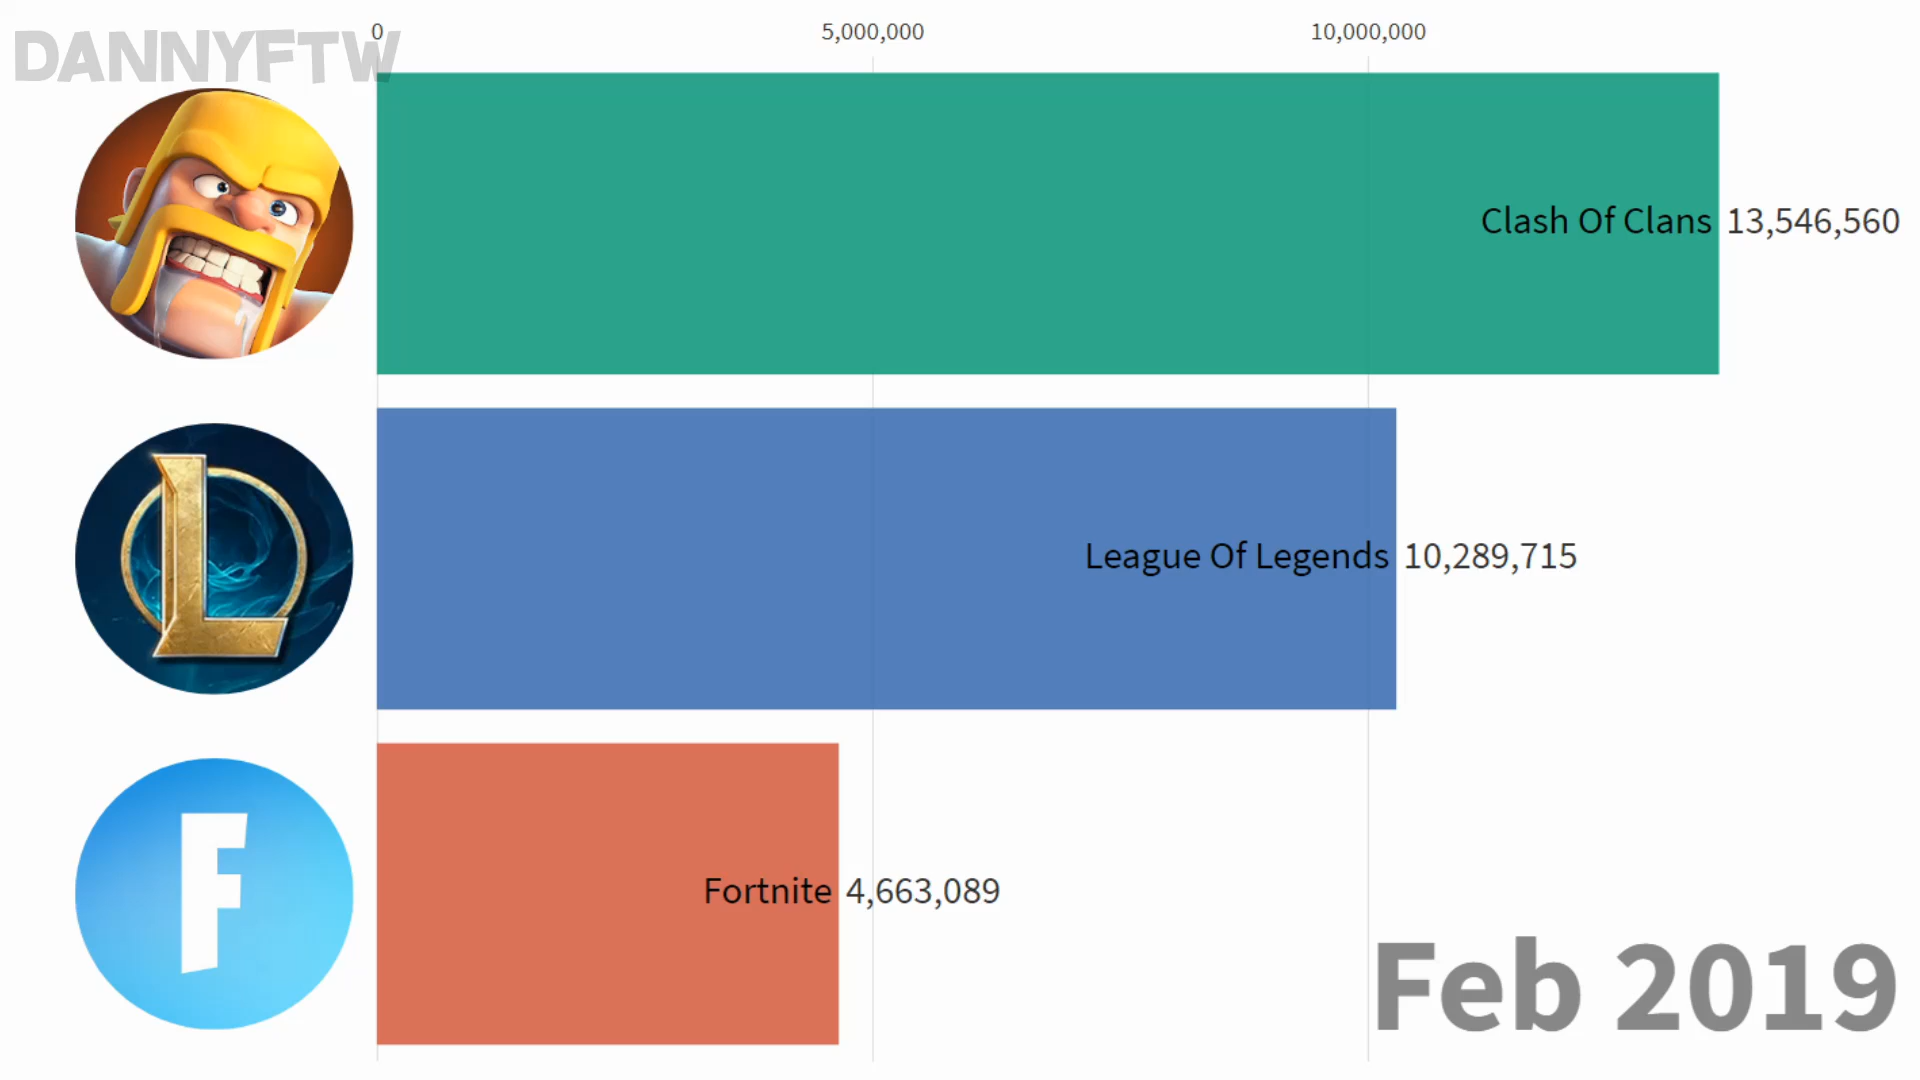 DANNYFTW
0 5,000,000 10,000,000
Clash Of Clans 13,546,560
L
League Of Legends 10,289,715
F
Fortnite 4,663,089
Feb 2019